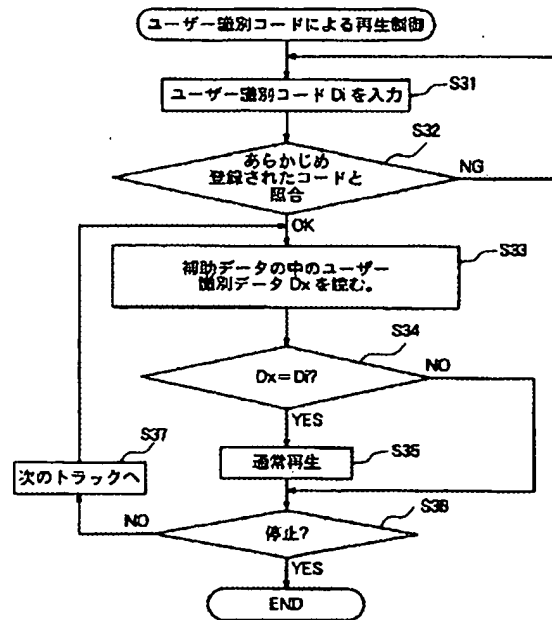 ユーザー識別コードによる再生制御
S31
ユーザー識別コード Di を入力
S32
あらかじめ
登録されたコードと
照合
NG
OK
S33
補助データの中のユーザー
識別データ Dx を読む。
S34
Dx=Di?
NO
YES
S35
通常再生
S37
次のトラックへ
S36
停止?
NO
YES
END